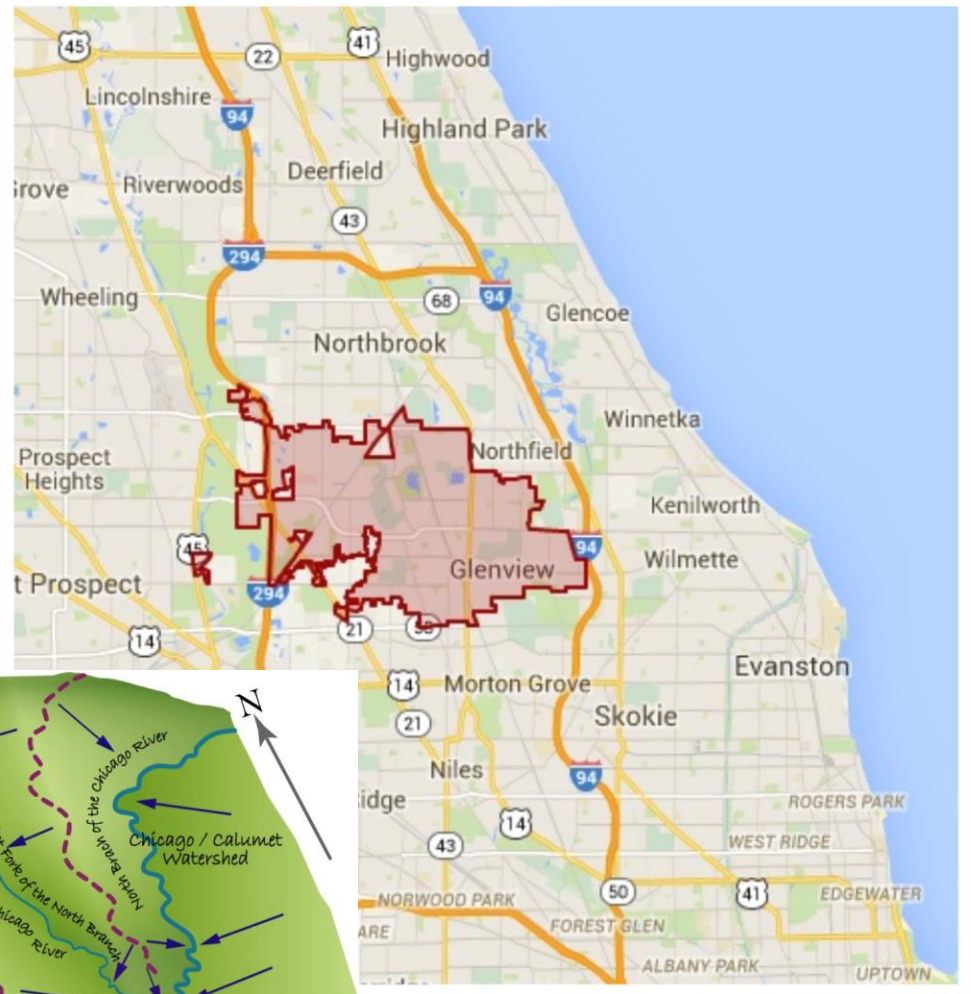 45
22
41
Highwood
Lincolnshire
94
Highland Park
Deerfield
Grove
Riverwoods
43
294
Wheeling
68
94
Glencoe
Northbrook
Winnetka
Northfield
Prospect
Heights
Kenilworth
45
94
Wilmette
Glenview
t Prospect
294
21
14
Evanston
14
Morton Grove
21
Skokie
Niles
94
idge
ROGERS PARK
14
43
WEST RIDGE
50
41
EDGEWATER
NORWOOD PARK
ARE
FOREST GLEN
ALBANY PARK
UPTOWN
N
North Brach of the Chicago River
Chicago / Calumet
Watershed
Fork of the North Branch
hicago River